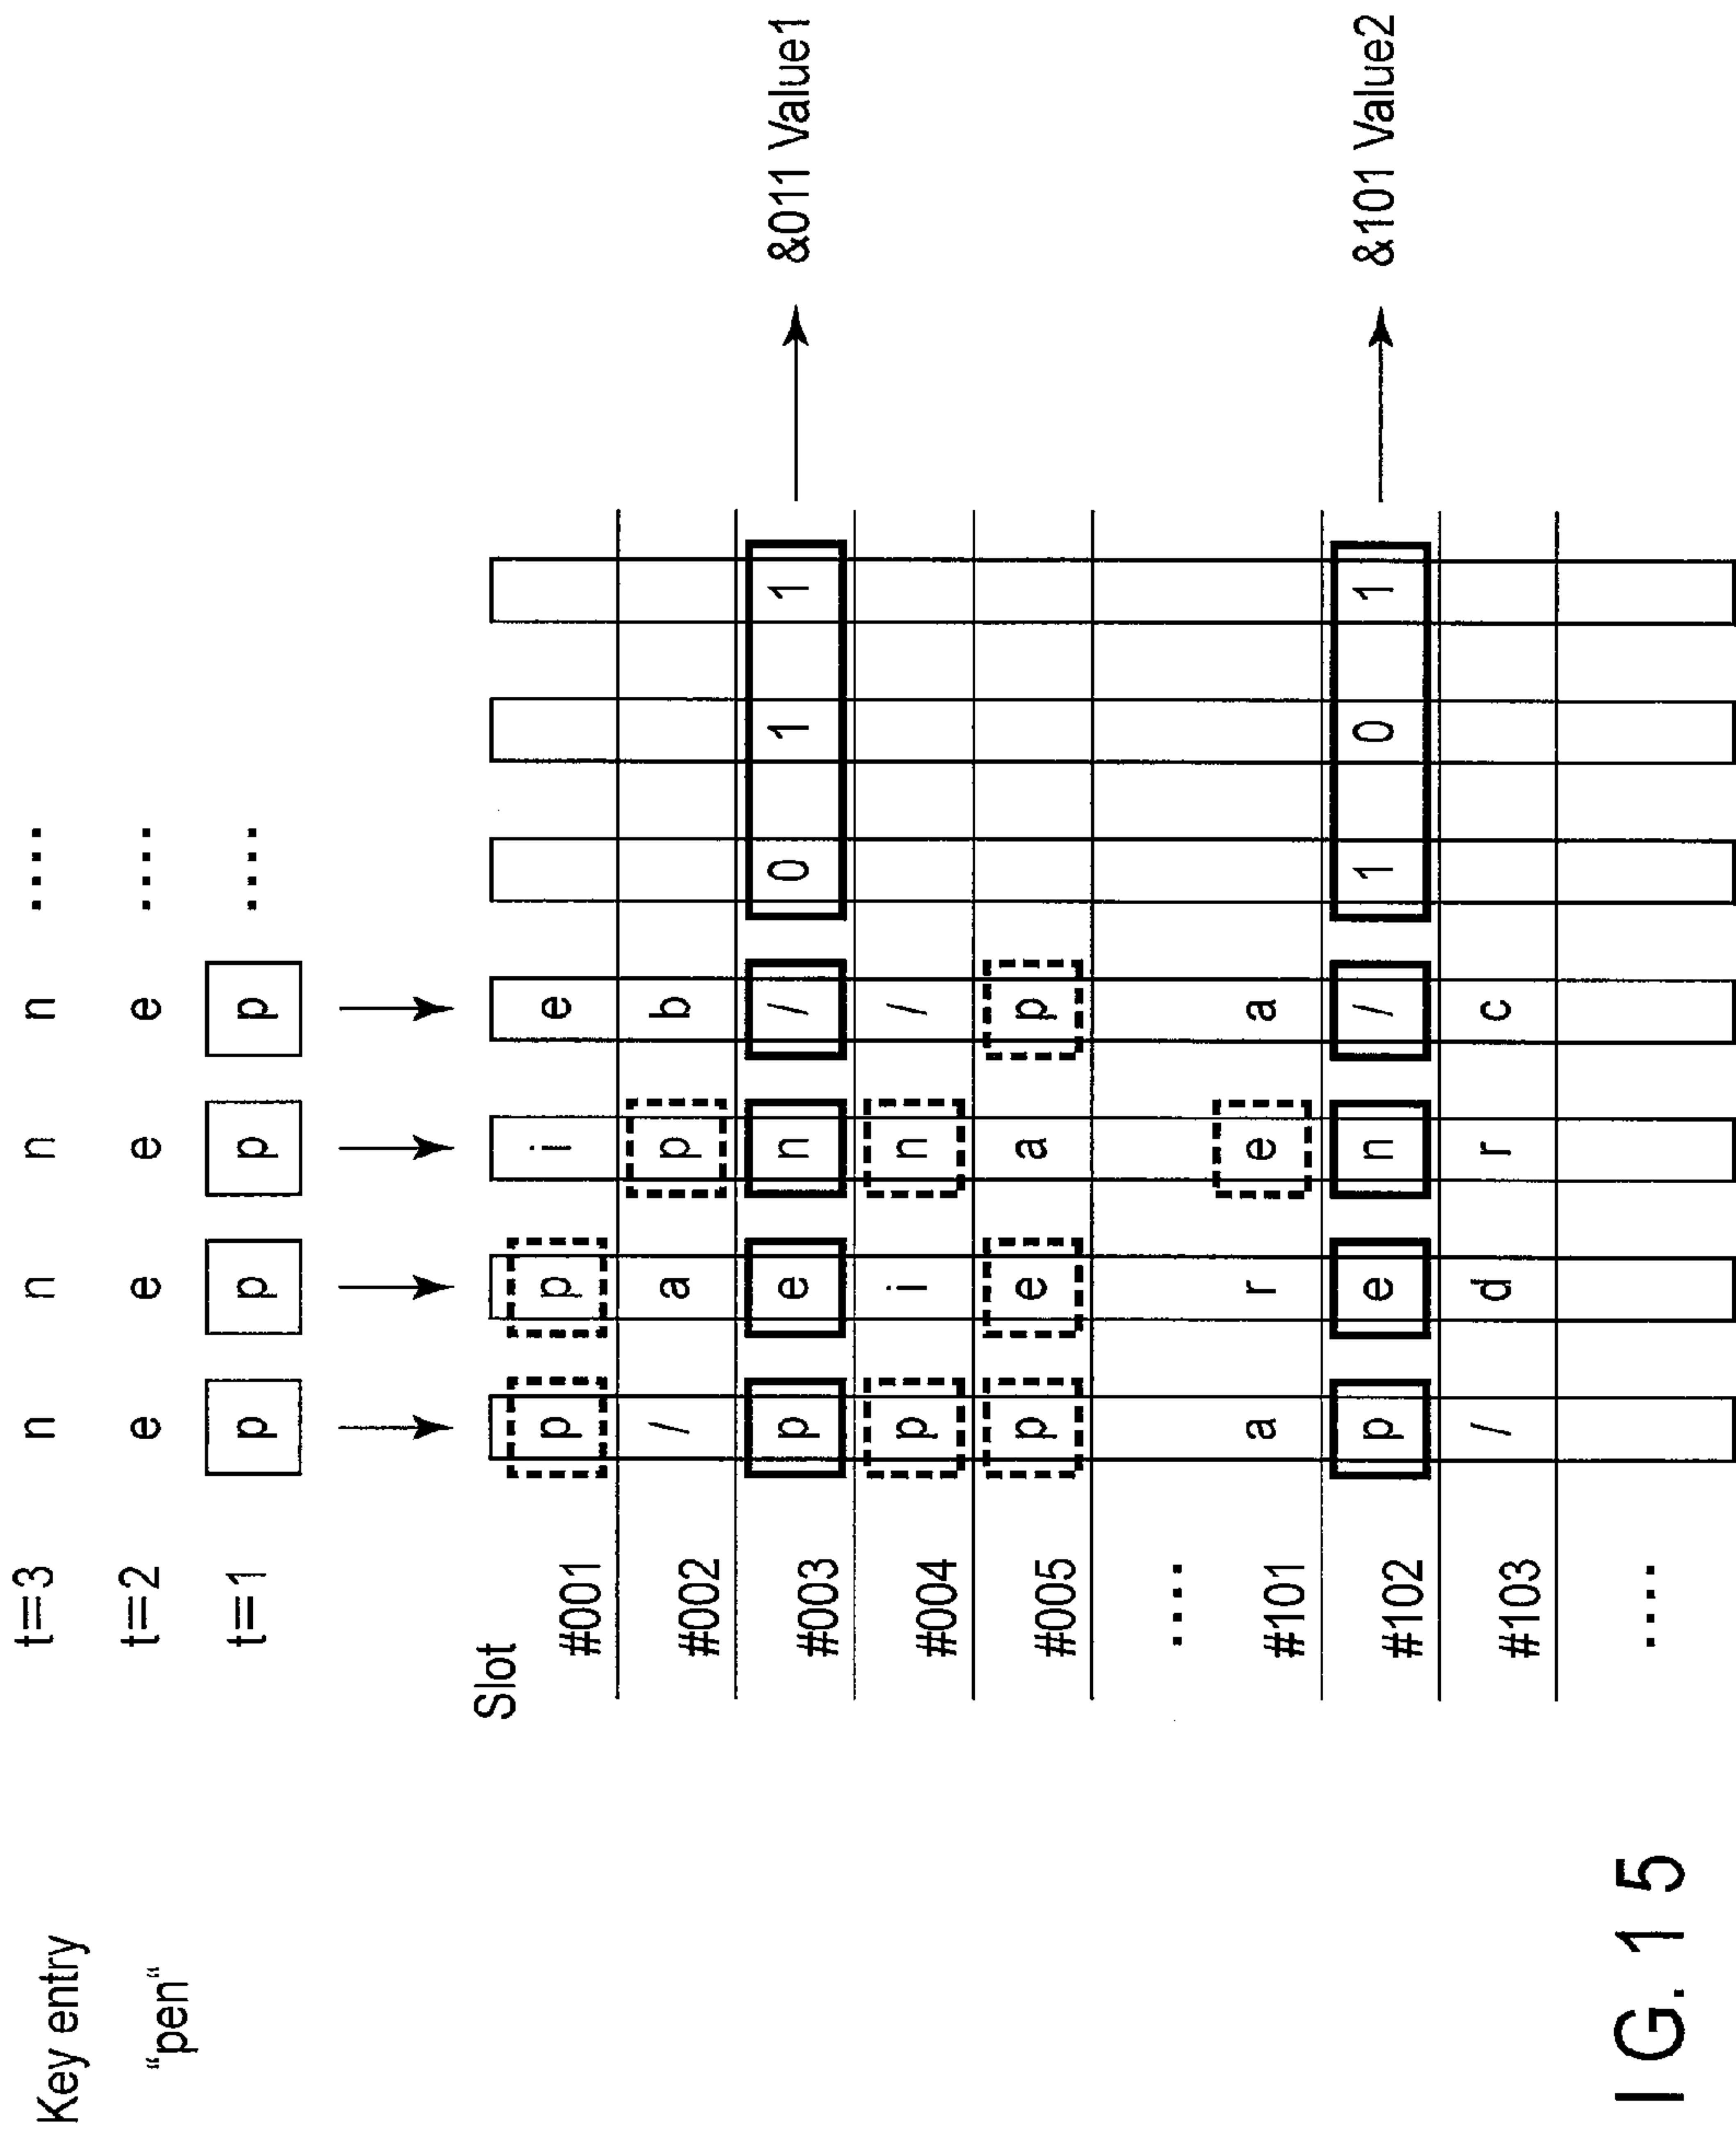 Key entry t=3 n n n n ....
“pen“ t=2 e e e e ....
t=1 p p p p ....
Slot
#001 p p i e
#002 / a p b
#003 p e n / 0 1 1 &011 Value1
#004 p i n /
#005 p e a p
....
#101 a r e a
#102 p e n / 1 0 1 &101 Value2
#103 / d r c
....
IG. 15